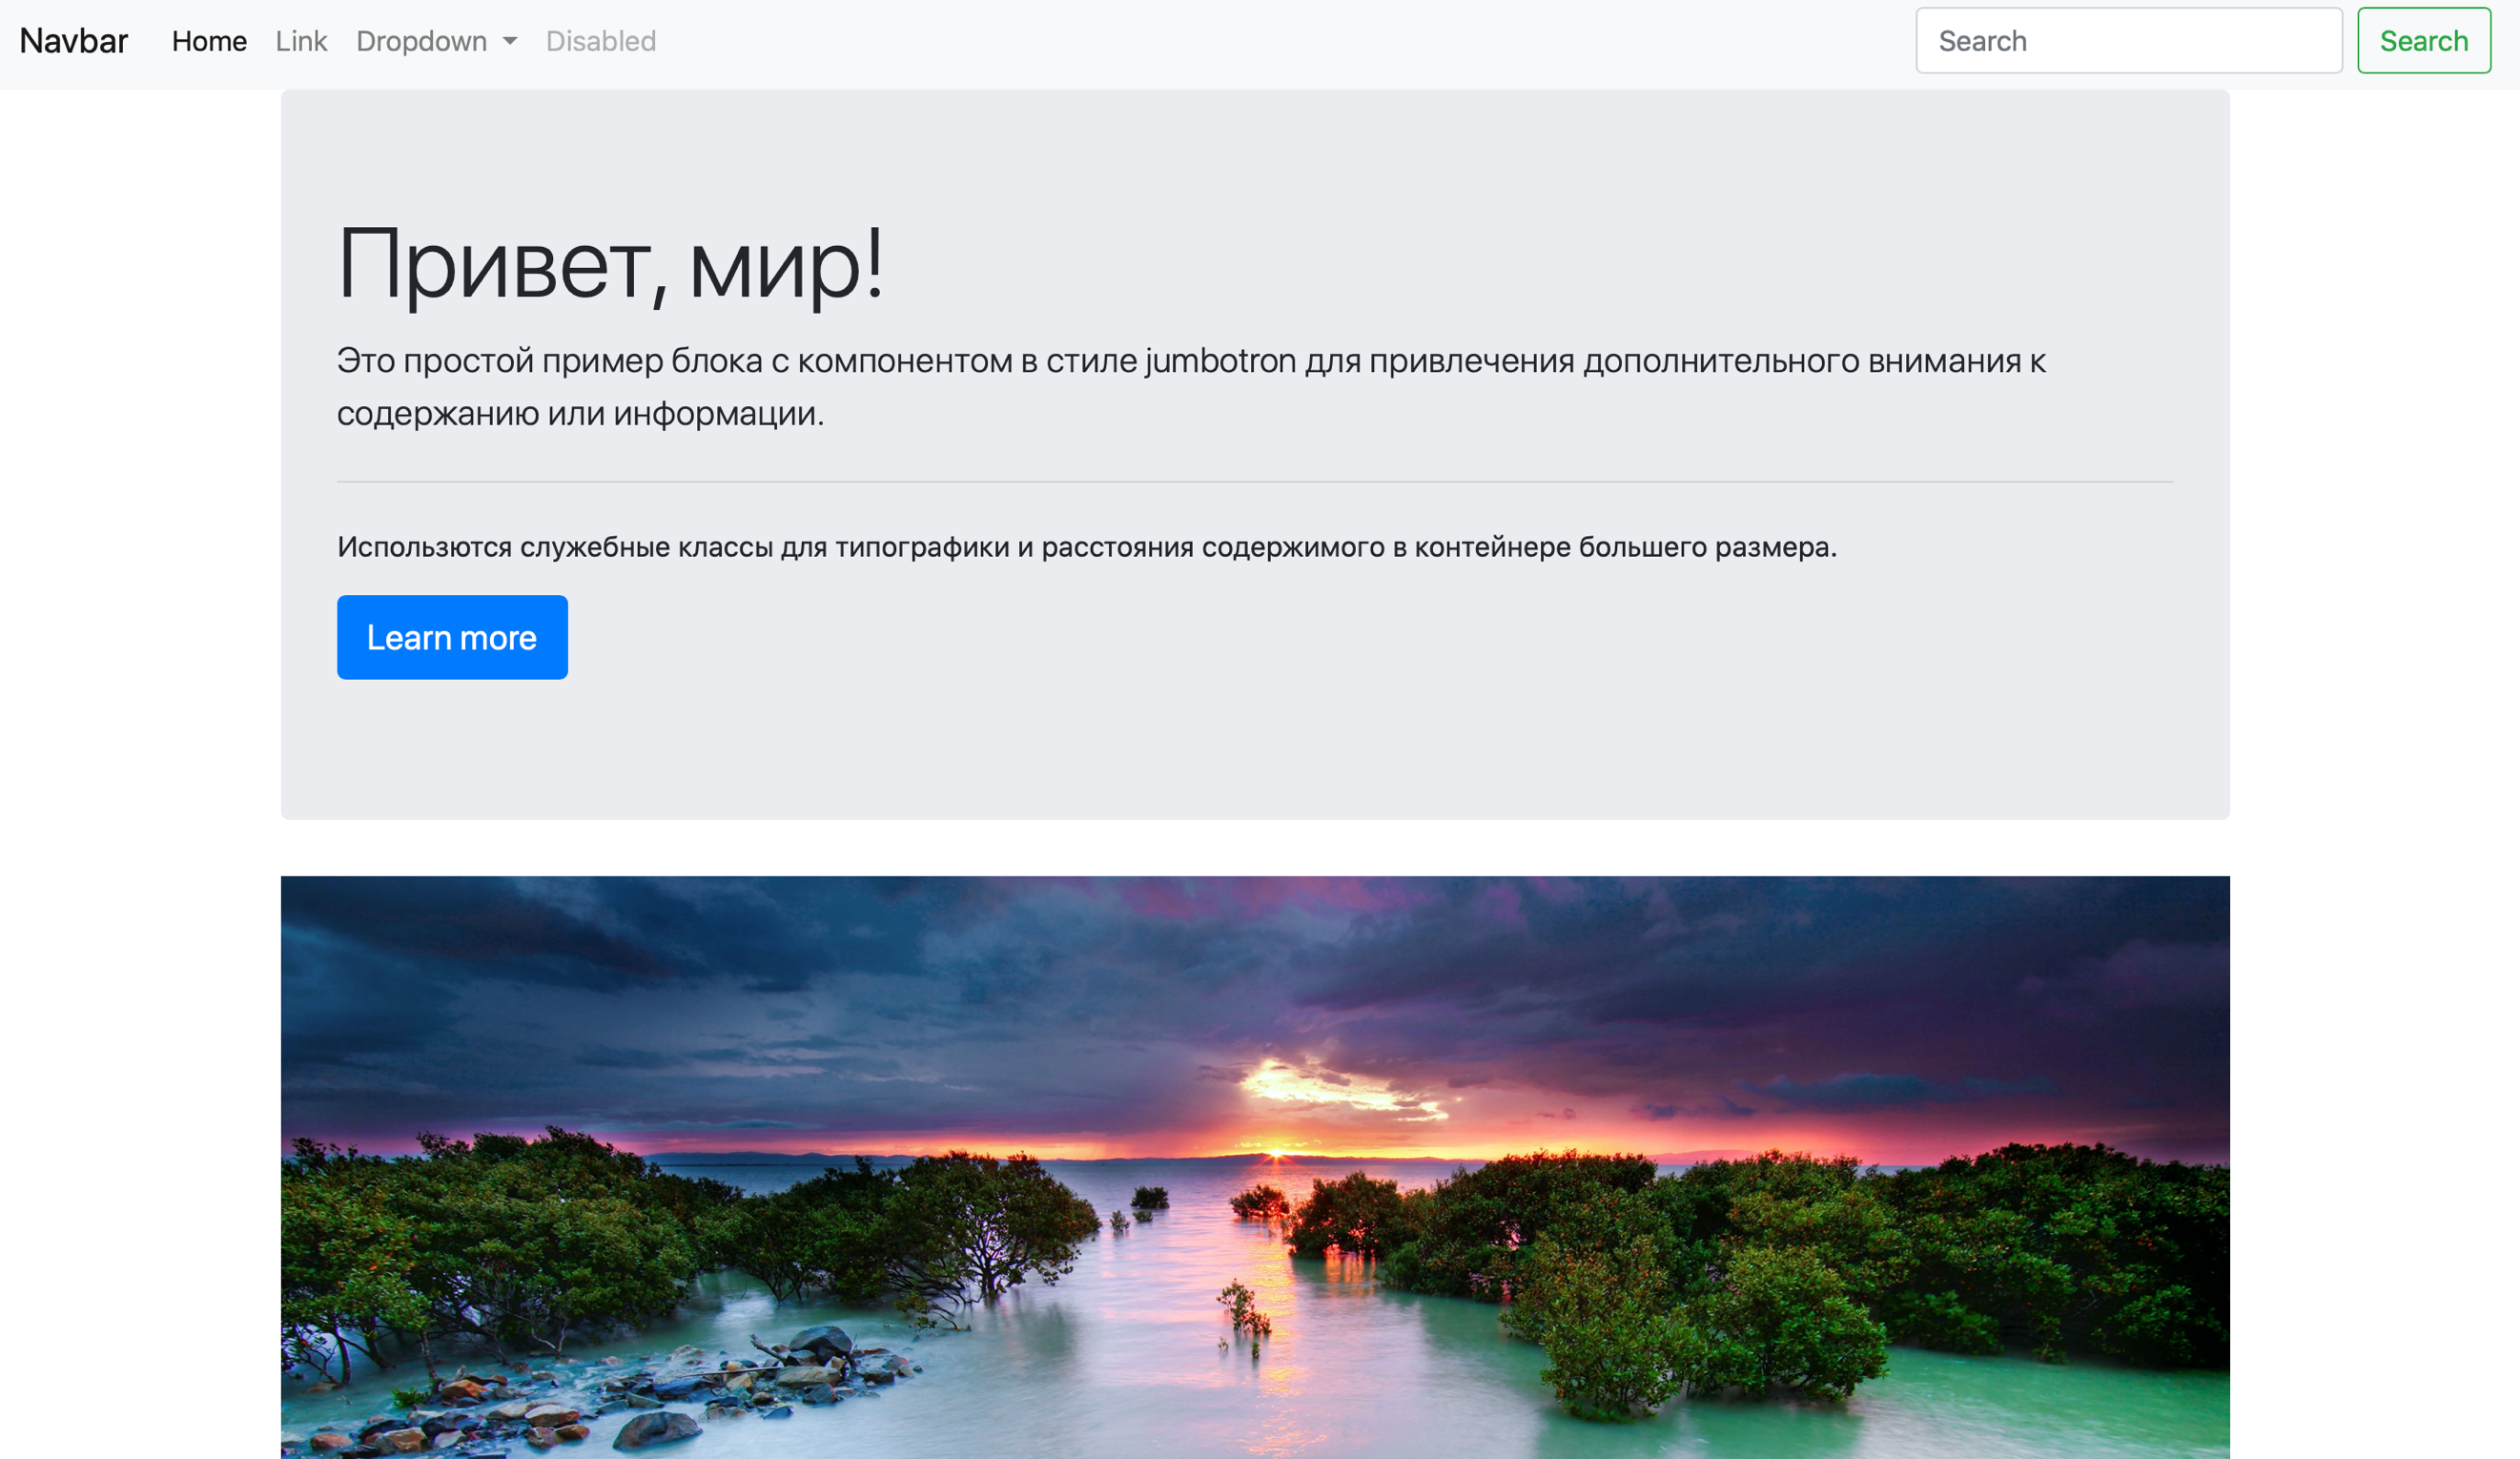 Navbar Home Link Dropdown Disabled Search Search
Привет, мир!
Это простой пример блока с компонентом в стиле jumbotron для привлечения дополнительного внимания к
содержанию или информации.
Использются служебные классы для типографики и расстояния содержимого в контейнере большего размера.
Learn more